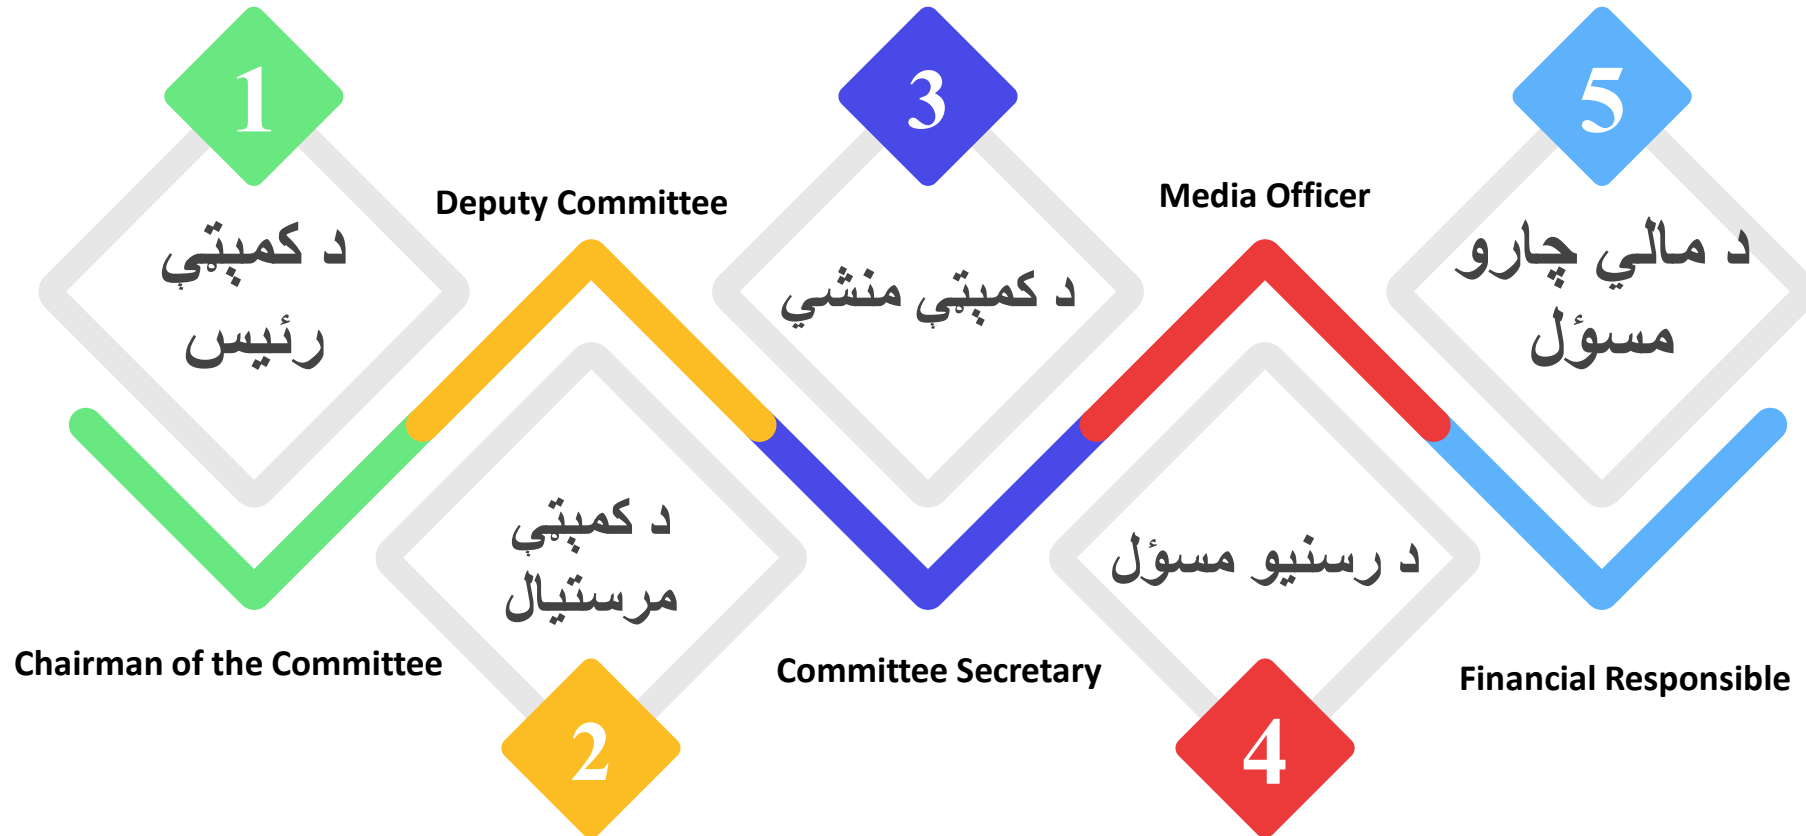 1
د کمېټې
رئیس
Chairman of the Committee
Deputy Committee
د کمېټې
مرستیال
2
3
د کمېټې منشي
Committee Secretary
Media Officer
د رسنیو مسؤل
4
5
د مالي چارو
مسؤل
Financial Responsible